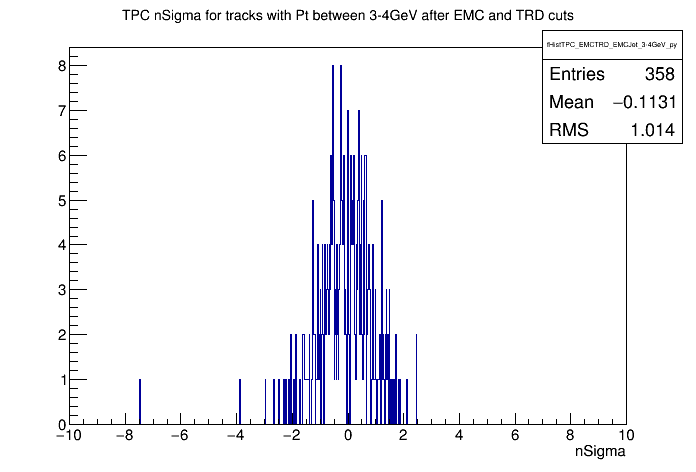 TPC nSigma for tracks with Pt between 3-4GeV after EMC and TRD cuts
fHistTPC_EMCTRD_EMCJet_3-4GeV_py
Entries 358
Mean −0.1131
RMS 1.014
8
7
6
5
4
3
2
1
0
−10 −8 −6 −4 −2 0 2 4 6 8 10
nSigma